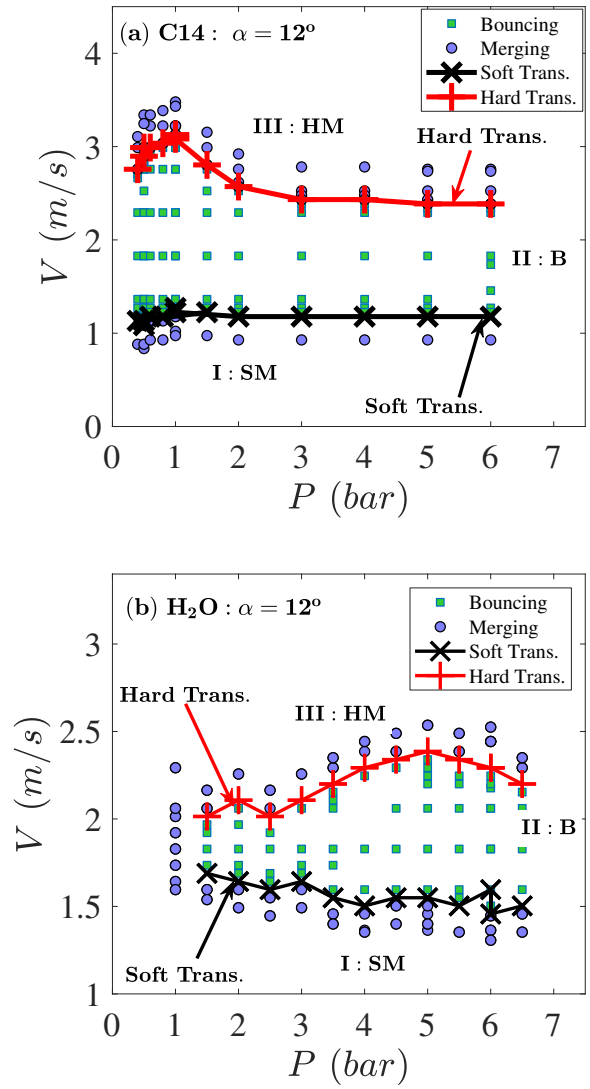 (a) C14 : α = 12º
Bouncing
Merging
Soft Trans.
Hard Trans.
III : HM
Hard Trans.
II : B
I : SM
Soft Trans.
4
3
2
1
0
V (m/s)
0 1 2 3 4 5 6 7
P (bar)
(b) H₂O : α = 12º
Bouncing
Merging
Soft Trans.
Hard Trans.
Hard Trans.
III : HM
II : B
I : SM
Soft Trans.
3
2.5
2
1.5
1
V (m/s)
0 1 2 3 4 5 6 7
P (bar)